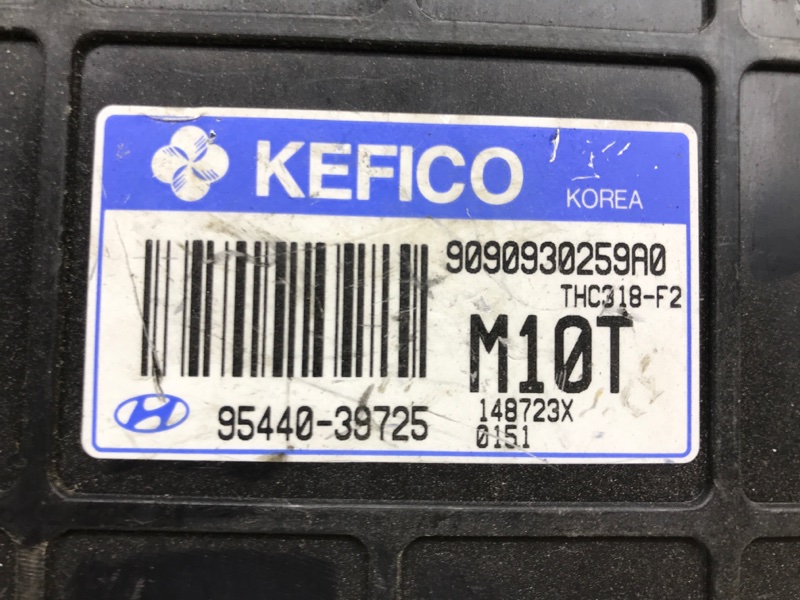 KEFICO
KOREA
9090930259A0
THC318-F2
M10T
95440-39725
148723X
0151